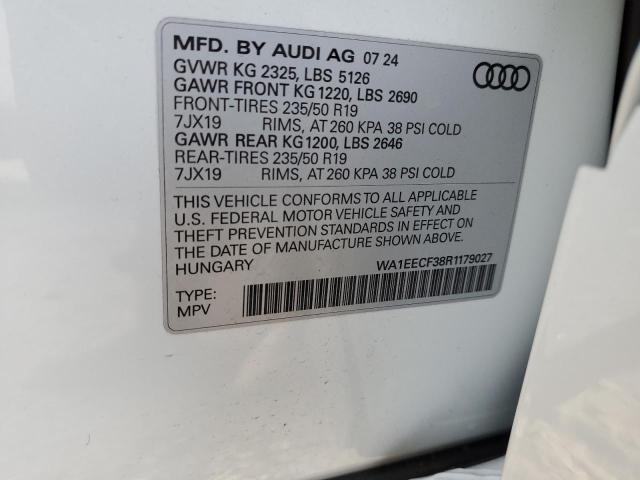 MFD. BY AUDI AG 07 24
GVWR KG 2325, LBS 5126
GAWR FRONT KG 1220, LBS 2690
FRONT-TIRES 235/50 R19
7JX19 RIMS, AT 260 KPA 38 PSI COLD
GAWR REAR KG1200, LBS 2646
REAR-TIRES 235/50 R19
7JX19 RIMS, AT 260 KPA 38 PSI COLD
THIS VEHICLE CONFORMS TO ALL APPLICABLE
U.S. FEDERAL MOTOR VEHICLE SAFETY AND
THEFT PREVENTION STANDARDS IN EFFECT ON
THE DATE OF MANUFACTURE SHOWN ABOVE.
HUNGARY WA1EECF38R1179027
TYPE:
MPV